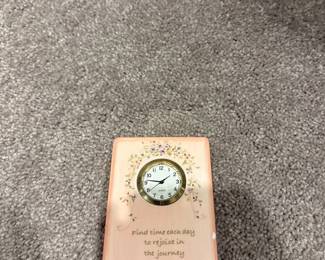 Find time each day
to rejoice in
the journey